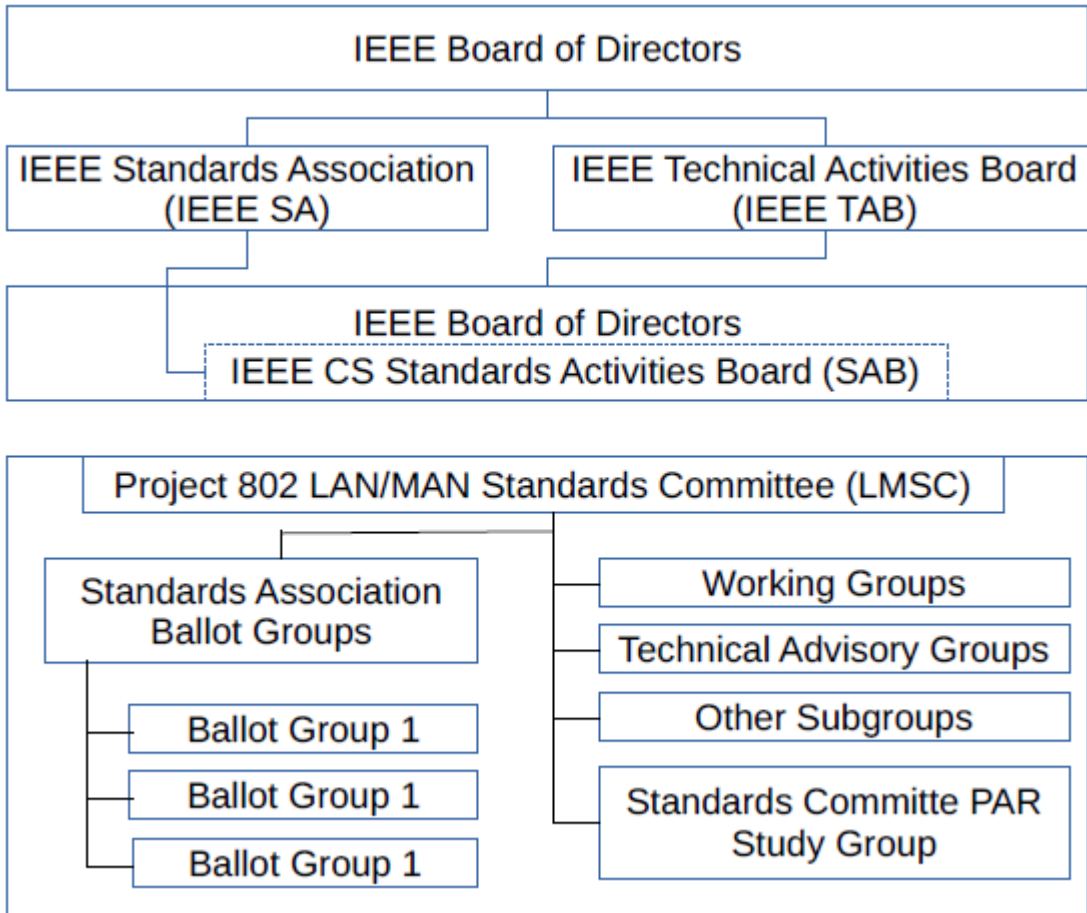 IEEE Board of Directors
IEEE Standards Association
(IEEE SA)
IEEE Technical Activities Board
(IEEE TAB)
IEEE Board of Directors
IEEE CS Standards Activities Board (SAB)
Project 802 LAN/MAN Standards Committee (LMSC)
Standards Association
Ballot Groups
Ballot Group 1
Ballot Group 1
Ballot Group 1
Working Groups
Technical Advisory Groups
Other Subgroups
Standards Committe PAR
Study Group